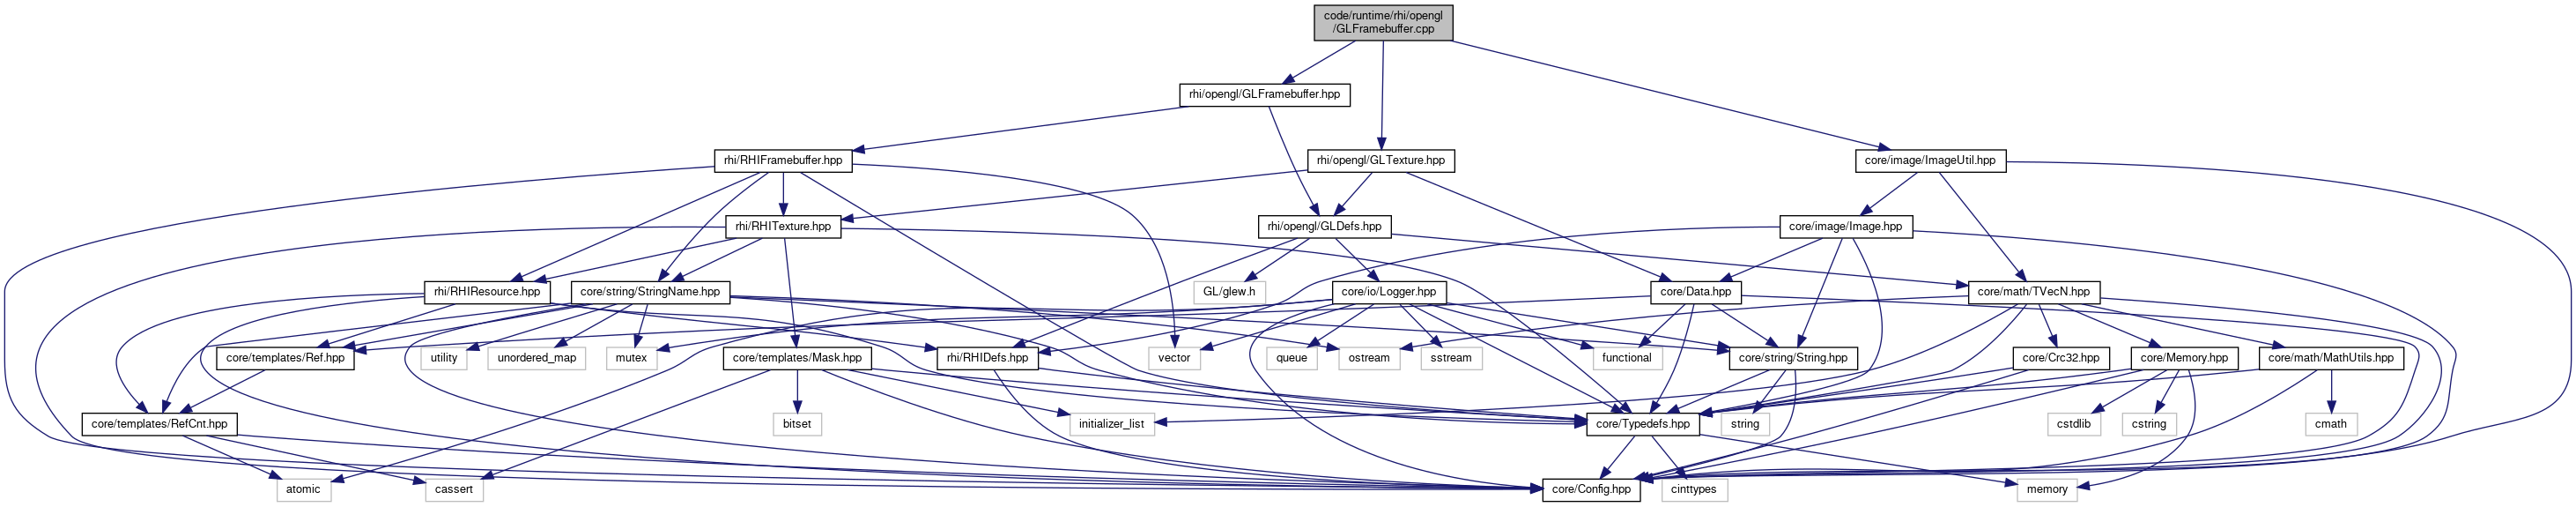 code/runtime/rhi/opengl
/GLFramebuffer.cpp
rhi/opengl/GLFramebuffer.hpp
rhi/RHIFramebuffer.hpp
rhi/opengl/GLTexture.hpp
core/image/ImageUtil.hpp
rhi/RHITexture.hpp
rhi/opengl/GLDefs.hpp
core/image/Image.hpp
rhi/RHIResource.hpp
core/string/StringName.hpp
GL/glew.h
core/io/Logger.hpp
core/Data.hpp
core/math/TVecN.hpp
core/templates/Ref.hpp
utility
unordered_map
mutex
ostream
core/templates/Mask.hpp
rhi/RHIDefs.hpp
vector
queue
sstream
functional
core/string/String.hpp
core/Crc32.hpp
core/Memory.hpp
core/math/MathUtils.hpp
core/templates/RefCnt.hpp
bitset
initializer_list
core/Typedefs.hpp
string
cstdlib
cstring
cmath
atomic
cassert
core/Config.hpp
cinttypes
memory